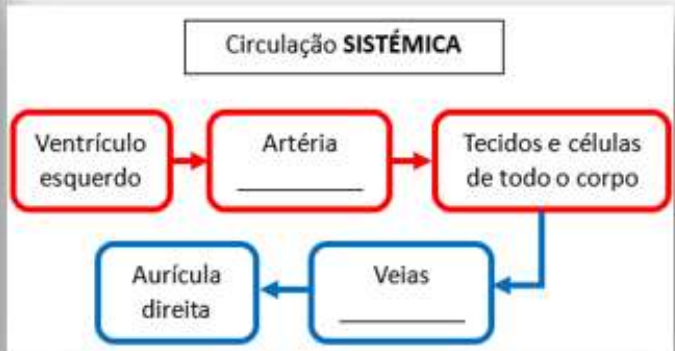 Circulação SISTÉMICA
Ventrículo
esquerdo
Artéria
__________
Tecidos e células
de todo o corpo
Aurícula
direita
Veias
__________